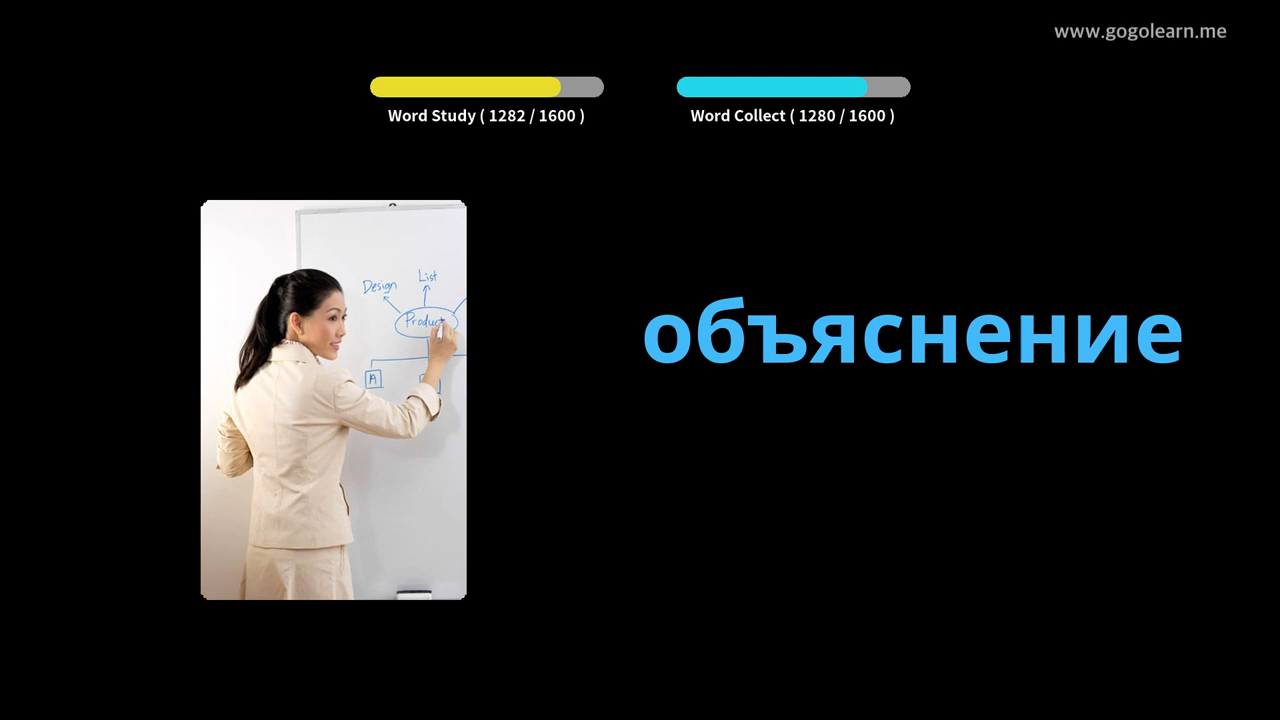 www.gogolearn.me
Word Study ( 1282 / 1600 )
Word Collect ( 1280 / 1600 )
List
Design
Product
A
объяснение